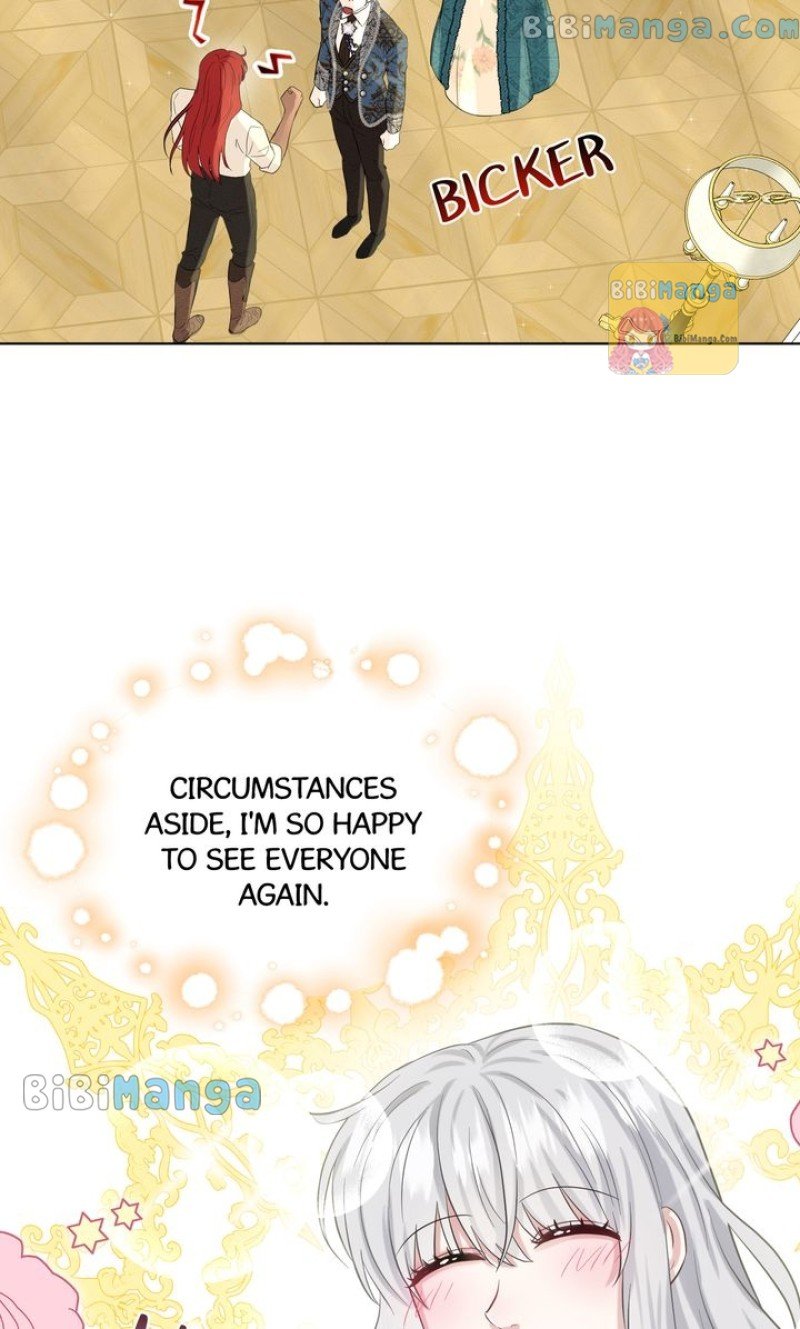 BiBiManga.Com
BICKER
BiBiManga
BibiManga.Com
CIRCUMSTANCES
ASIDE, I'M SO HAPPY
TO SEE EVERYONE
AGAIN.
BiBiManga